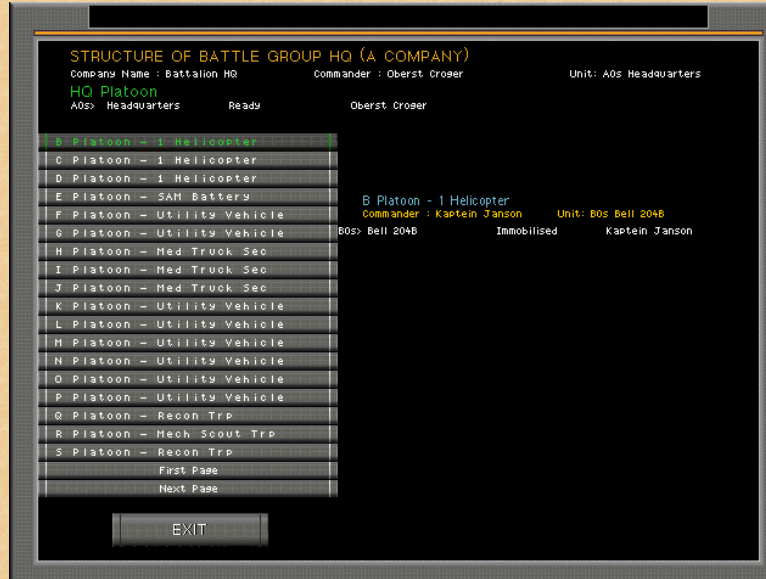 STRUCTURE OF BATTLE GROUP HQ (A COMPANY)
Company Name : Battalion HQ Commander : Oberst Croger Unit: A0s Headquarters
HQ Platoon
A0s> Headquarters Ready Oberst Croger
B Platoon - 1 Helicopter
C Platoon - 1 Helicopter
D Platoon - 1 Helicopter
E Platoon - SAM Battery
F Platoon - Utility Vehicle
G Platoon - Utility Vehicle
H Platoon - Med Truck Sec
I Platoon - Med Truck Sec
J Platoon - Med Truck Sec
K Platoon - Utility Vehicle
L Platoon - Utility Vehicle
M Platoon - Utility Vehicle
N Platoon - Utility Vehicle
O Platoon - Utility Vehicle
P Platoon - Utility Vehicle
Q Platoon - Recon Trp
R Platoon - Mech Scout Trp
S Platoon - Recon Trp
First Page
Next Page
EXIT
B Platoon - 1 Helicopter
Commander : Kaptein Janson Unit: B0s Bell 204B
B0s> Bell 204B Immobilised Kaptein Janson